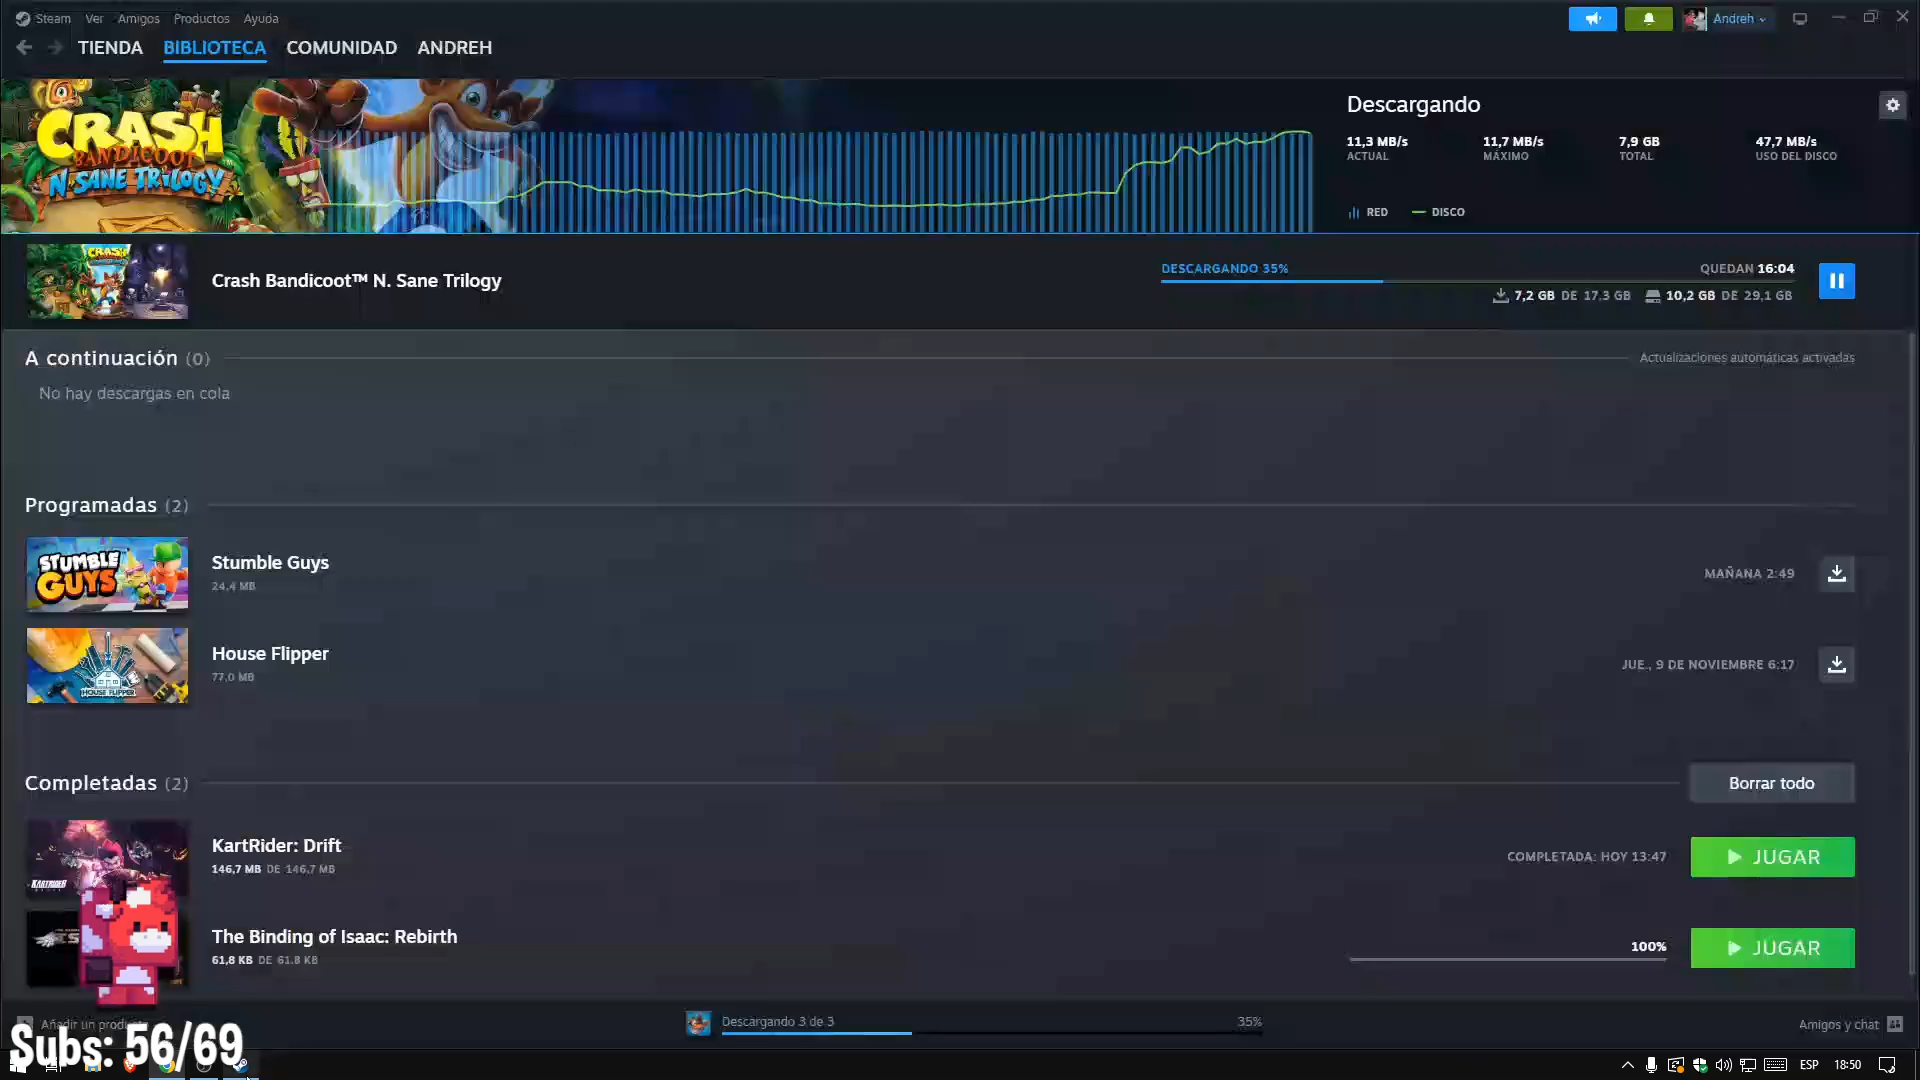 Steam Ver Amigos Productos Ayuda
Andreh
TIENDA BIBLIOTECA COMUNIDAD ANDREH
CRASH
BANDICOOT
N. SANE TRILOGY
Descargando
11,3 MB/s 11,7 MB/s 7,9 GB 47,7 MB/s
ACTUAL MÁXIMO TOTAL USO DEL DISCO
RED DISCO
CRASH
Crash Bandicoot™ N. Sane Trilogy
DESCARGANDO 35% QUEDAN 16:04
7,2 GB DE 17,3 GB 10,2 GB DE 29,1 GB
A continuación (0) Actualizaciones automáticas activadas
No hay descargas en cola
Programadas (2)
STUMBLE
GUYS
Stumble Guys
24,4 MB
MAÑANA 2:49
HOUSE FLIPPER
House Flipper
77,0 MB
JUE., 9 DE NOVIEMBRE 6:17
Completadas (2) Borrar todo
KARTRIDER
KartRider: Drift
146,7 MB DE 146,7 MB
COMPLETADA: HOY 13:47 JUGAR
The Binding of Isaac: Rebirth
61,8 KB DE 61,8 KB
100% JUGAR
Añadir un producto
Descargando 3 de 3 35%
Amigos y chat
Subs: 56/69
ESP 18:50